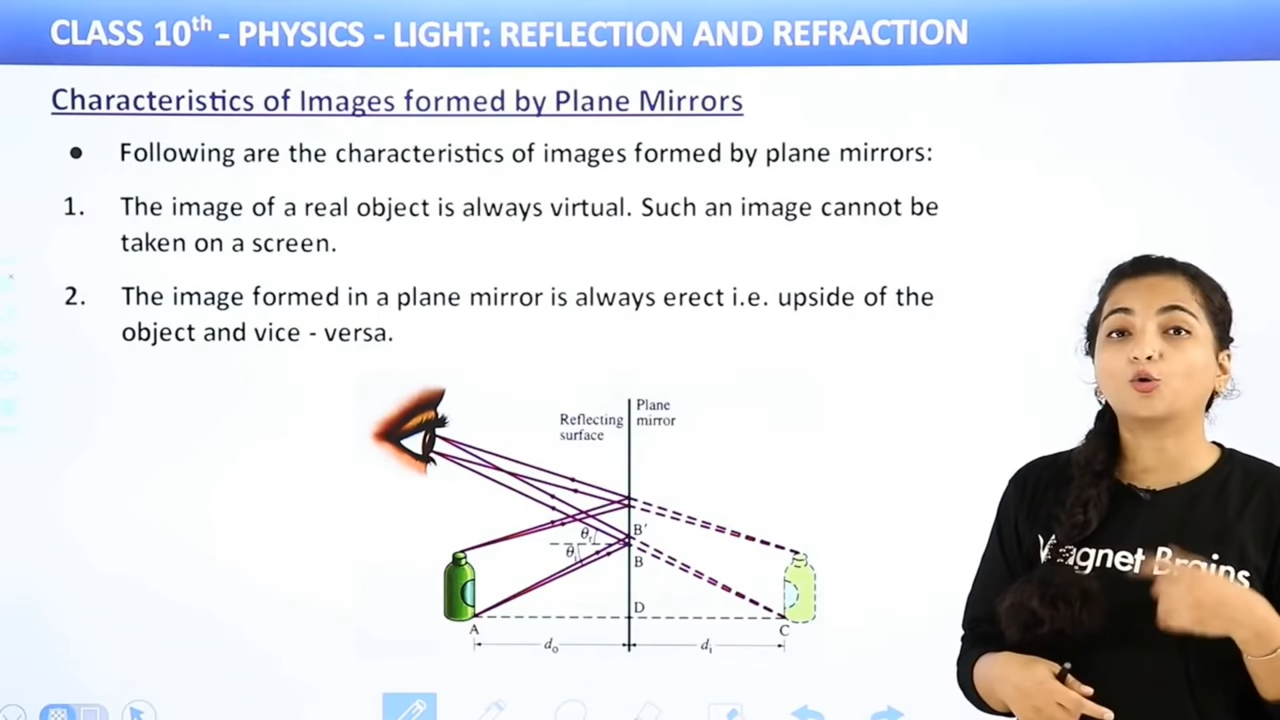 CLASS 10th - PHYSICS - LIGHT: REFLECTION AND REFRACTION
Characteristics of Images formed by Plane Mirrors
• Following are the characteristics of images formed by plane mirrors:
1. The image of a real object is always virtual. Such an image cannot be
taken on a screen.
2. The image formed in a plane mirror is always erect i.e. upside of the
object and vice - versa.
Reflecting
surface
Plane
mirror
θr
θi
B′
B
D
A
C
do
di
Magnet Brains